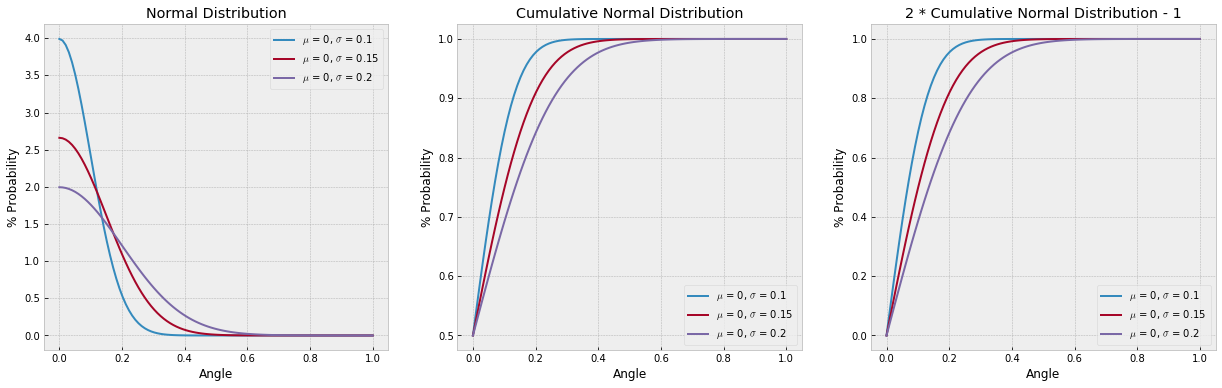 Normal Distribution
% Probability
4.0
3.5
3.0
2.5
2.0
1.5
1.0
0.5
0.0
μ = 0, σ = 0.1
μ = 0, σ = 0.15
μ = 0, σ = 0.2
0.0 0.2 0.4 0.6 0.8 1.0
Angle
Cumulative Normal Distribution
% Probability
1.0
0.9
0.8
0.7
0.6
0.5
μ = 0, σ = 0.1
μ = 0, σ = 0.15
μ = 0, σ = 0.2
0.0 0.2 0.4 0.6 0.8 1.0
Angle
2 * Cumulative Normal Distribution - 1
% Probability
1.0
0.8
0.6
0.4
0.2
0.0
μ = 0, σ = 0.1
μ = 0, σ = 0.15
μ = 0, σ = 0.2
0.0 0.2 0.4 0.6 0.8 1.0
Angle